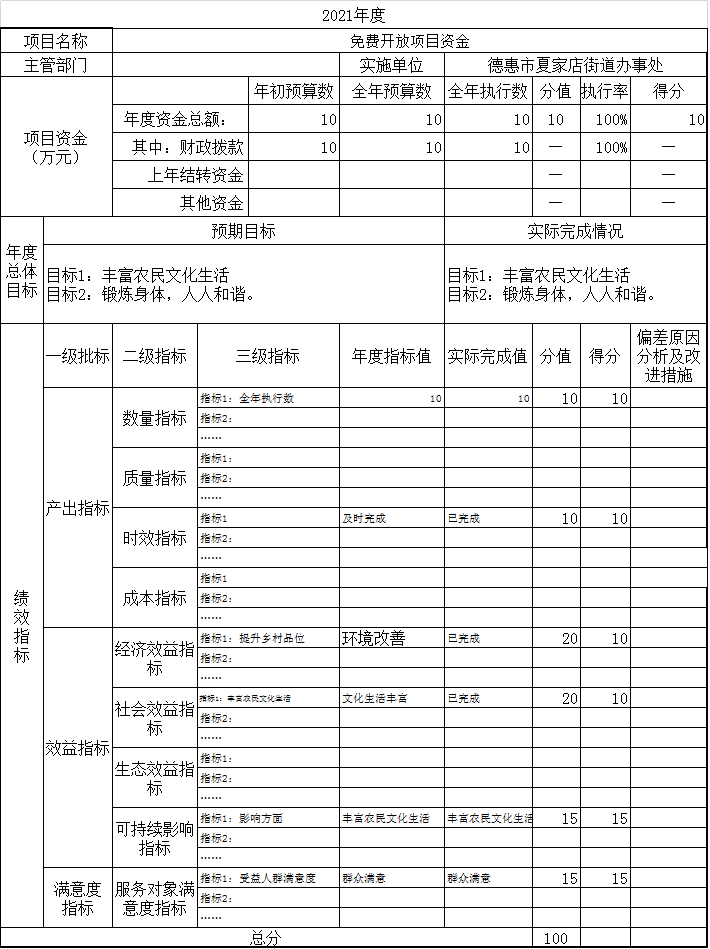 2021年度
项目名称 免费开放项目资金
主管部门 实施单位 德惠市夏家店街道办事处
项目资金
（万元）
年初预算数 全年预算数 全年执行数 分值 执行率 得分
年度资金总额： 10 10 10 10 100% 10
其中：财政拨款 10 10 10 — 100% —
上年结转资金 — —
其他资金 — —
年度
总体
目标
预期目标 实际完成情况
目标1：丰富农民文化生活
目标2：锻炼身体，人人和谐。
目标1：丰富农民文化生活
目标2：锻炼身体，人人和谐。
绩
效
指
标
一级批标 二级指标 三级指标 年度指标值 实际完成值 分值 得分
偏差原因
分析及改
进措施
产出指标
数量指标
指标1：全年执行数 10 10 10 10
指标2：
……
质量指标
指标1：
指标2：
……
时效指标
指标1 及时完成 已完成 10 10
指标2：
……
成本指标
指标1
指标2：
……
效益指标
经济效益指
标
指标1：提升乡村品位 环境改善 已完成 20 10
指标2：
……
社会效益指
标
指标1：丰富农民文化生活 文化生活丰富 已完成 20 10
指标2：
……
生态效益指
标
指标1：
指标2：
……
可持续影响
指标
指标1：影响方面 丰富农民文化生活 丰富农民文化生活 15 15
指标2：
……
满意度
指标
服务对象满
意度指标
指标1：受益人群满意度 群众满意 群众满意 15 15
指标2：
……
总分 100